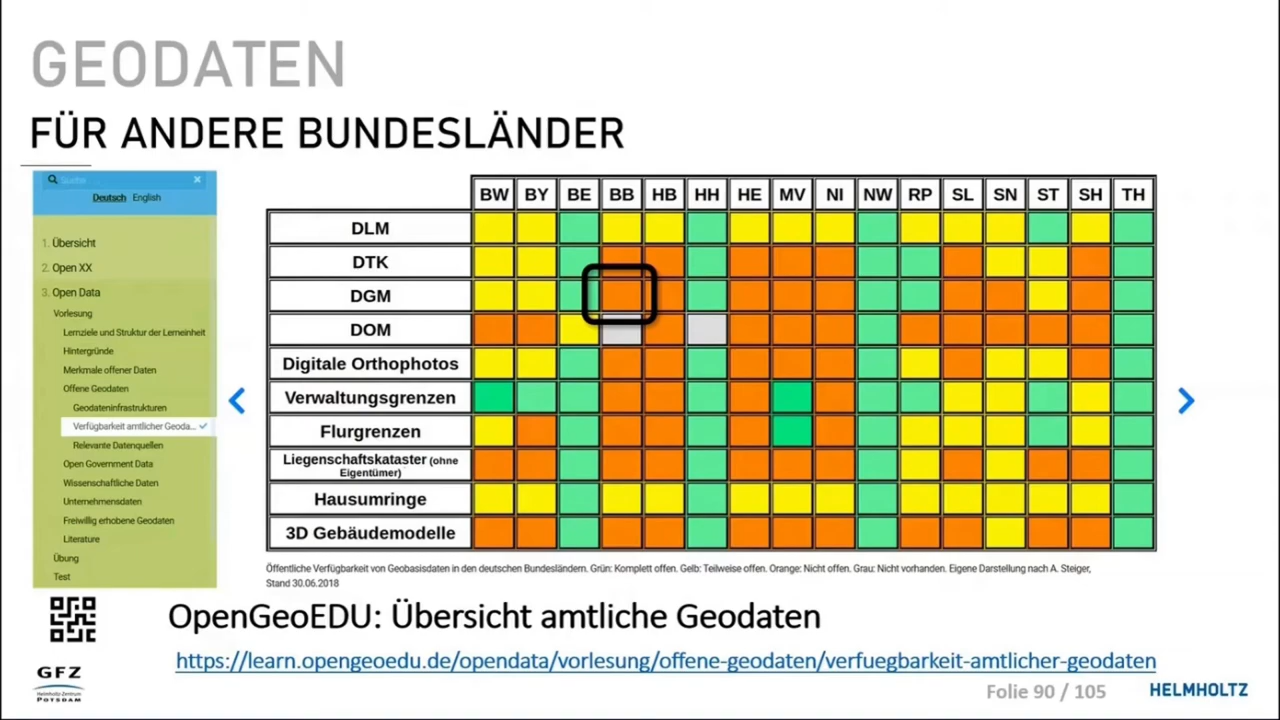 GEODATEN
FÜR ANDERE BUNDESLÄNDER
Suche
Deutsch English
1. Übersicht
2. Open XX
3. Open Data
Vorlesung
Lernziele und Struktur der Lerneinheit
Hintergründe
Merkmale offener Daten
Offene Geodaten
Geodateninfrastrukturen
Verfügbarkeit amtlicher Geoda...
Relevante Datenquellen
Open Government Data
Wissenschaftliche Daten
Unternehmensdaten
Freiwillig erhobene Geodaten
Literature
Übung
Test
BW BY BE BB HB HH HE MV NI NW RP SL SN ST SH TH
DLM
DTK
DGM
DOM
Digitale Orthophotos
Verwaltungsgrenzen
Flurgrenzen
Liegenschaftskataster (ohne
Eigentümer)
Hausumringe
3D Gebäudemodelle
Öffentliche Verfügbarkeit von Geobasisdaten in den deutschen Bundesländern. Grün: Komplett offen. Gelb: Teilweise offen. Orange: Nicht offen. Grau: Nicht vorhanden. Eigene Darstellung nach A. Steiger,
Stand 30.06.2018
OpenGeoEDU: Übersicht amtliche Geodaten
https://learn.opengeoedu.de/opendata/vorlesung/offene-geodaten/verfuegbarkeit-amtlicher-geodaten
GFZ
Helmholtz Zentrum
POTSDAM
Folie 90 / 105
HELMHOLTZ